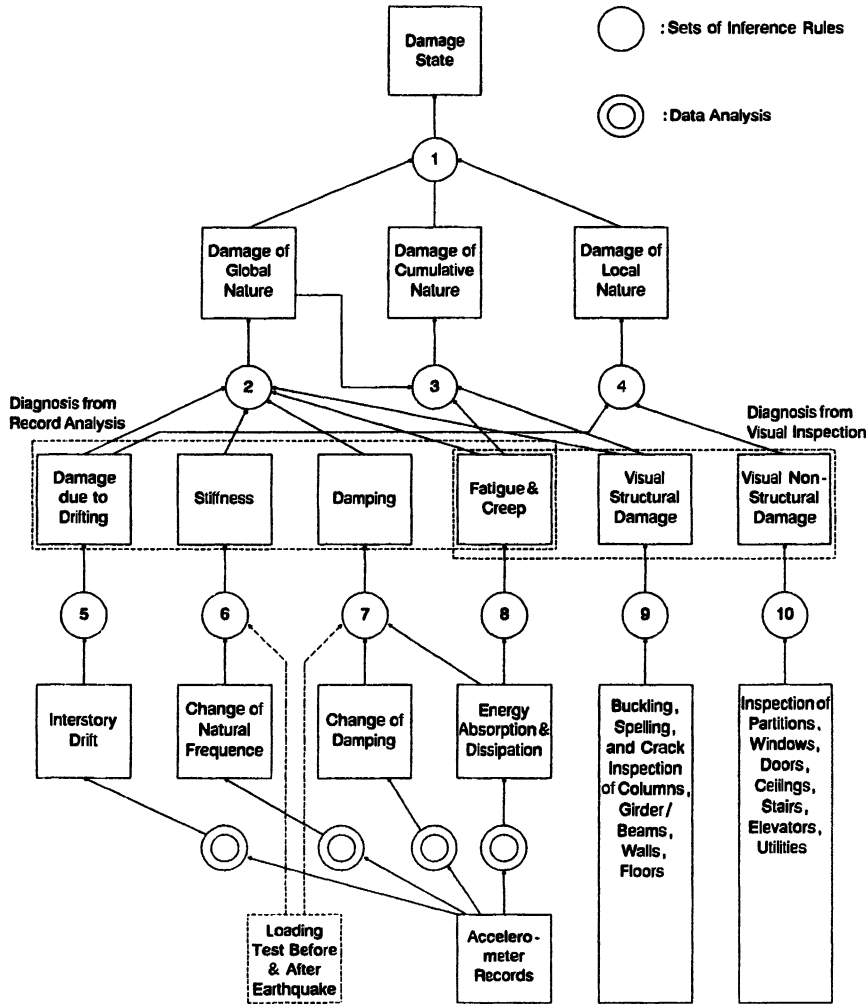 Damage
State
: Sets of Inference Rules
: Data Analysis
1
Damage of
Global
Nature
Damage of
Cumulative
Nature
Damage of
Local
Nature
2
3
4
Diagnosis from
Record Analysis
Diagnosis from
Visual Inspection
Damage
due to
Drifting
Stiffness
Damping
Fatigue &
Creep
Visual
Structural
Damage
Visual Non-
Structural
Damage
5
6
7
8
9
10
Interstory
Drift
Change of
Natural
Frequence
Change
of Damping
Energy
Absorption &
Dissipation
Buckling,
Spelling,
and Crack
Inspection
of Columns,
Girder/
Beams,
Walls,
Floors
Inspection of
Partitions,
Windows,
Doors,
Ceilings,
Stairs,
Elevators,
Utilities
Loading
Test Before
& After
Earthquake
Accelero-
meter
Records